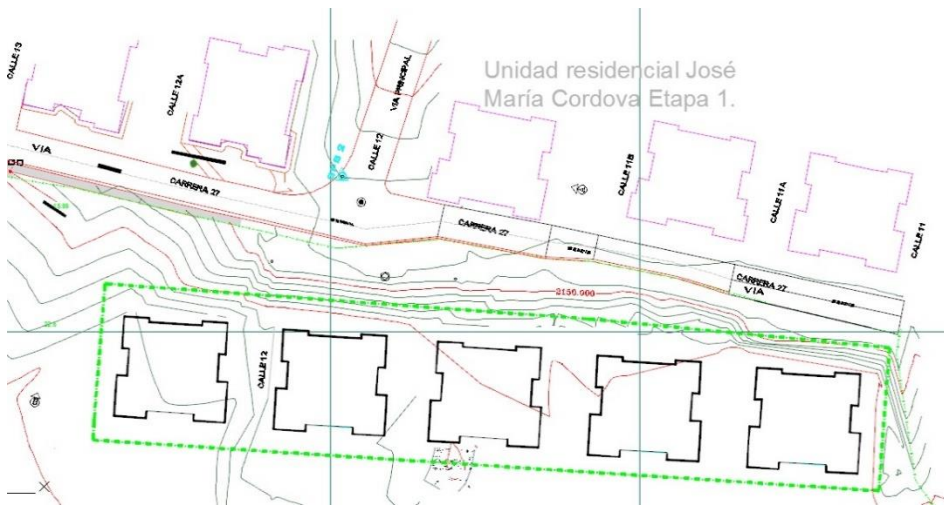 Unidad residencial José
María Cordova Etapa 1.
CALLE 13
CALLE 12A
VIA PRINCIPAL
CALLE 12
VIA
CARRERA 27
CARRERA 27
CALLE 11B
CALLE 11A
CALLE 11
CARRERA 27
VIA
2150.000
CALLE 12